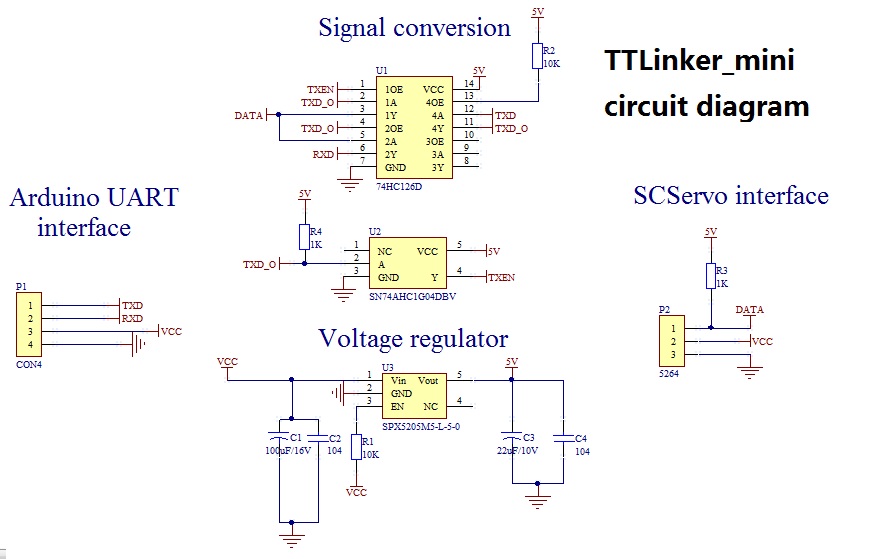 Signal conversion
5V
R2
10K
TTLinker_mini
circuit diagram
U1
5V
TXEN 1 1OE VCC 14
TXD_O 2 1A 4OE 13
DATA 3 1Y 4A 12 TXD
TXD_O 4 2OE 4Y 11 TXD_O
5 2A 3OE 10
RXD 6 2Y 3A 9
7 GND 3Y 8
74HC126D
Arduino UART
interface
SCServo interface
5V
R4
1K
U2
1 NC VCC 5 5V
TXD_O 2 A
3 GND Y 4 TXEN
SN74AHC1G04DBV
5V
R3
1K
DATA
P2
1
2 VCC
3
5264
P1
1 TXD
2 RXD
3 VCC
4
CON4
Voltage regulator
VCC
U3
5V
1 Vin Vout 5
2 GND
3 EN NC 4
SPX5205M5-L-5-0
C1
100uF/16V
C2
104
R1
10K
VCC
C3
22uF/10V
C4
104